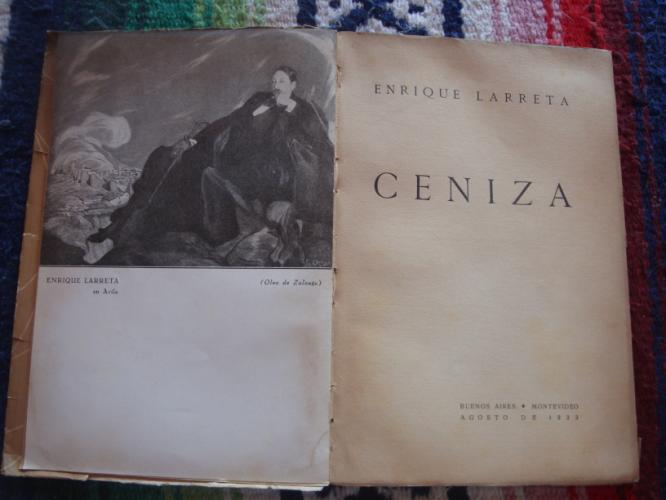 ENRIQUE LARRETA
en Avila
(Oleo de Zuloaga)
ENRIQUE LARRETA
CENIZA
BUENOS AIRES • MONTEVIDEO
AGOSTO DE 1933